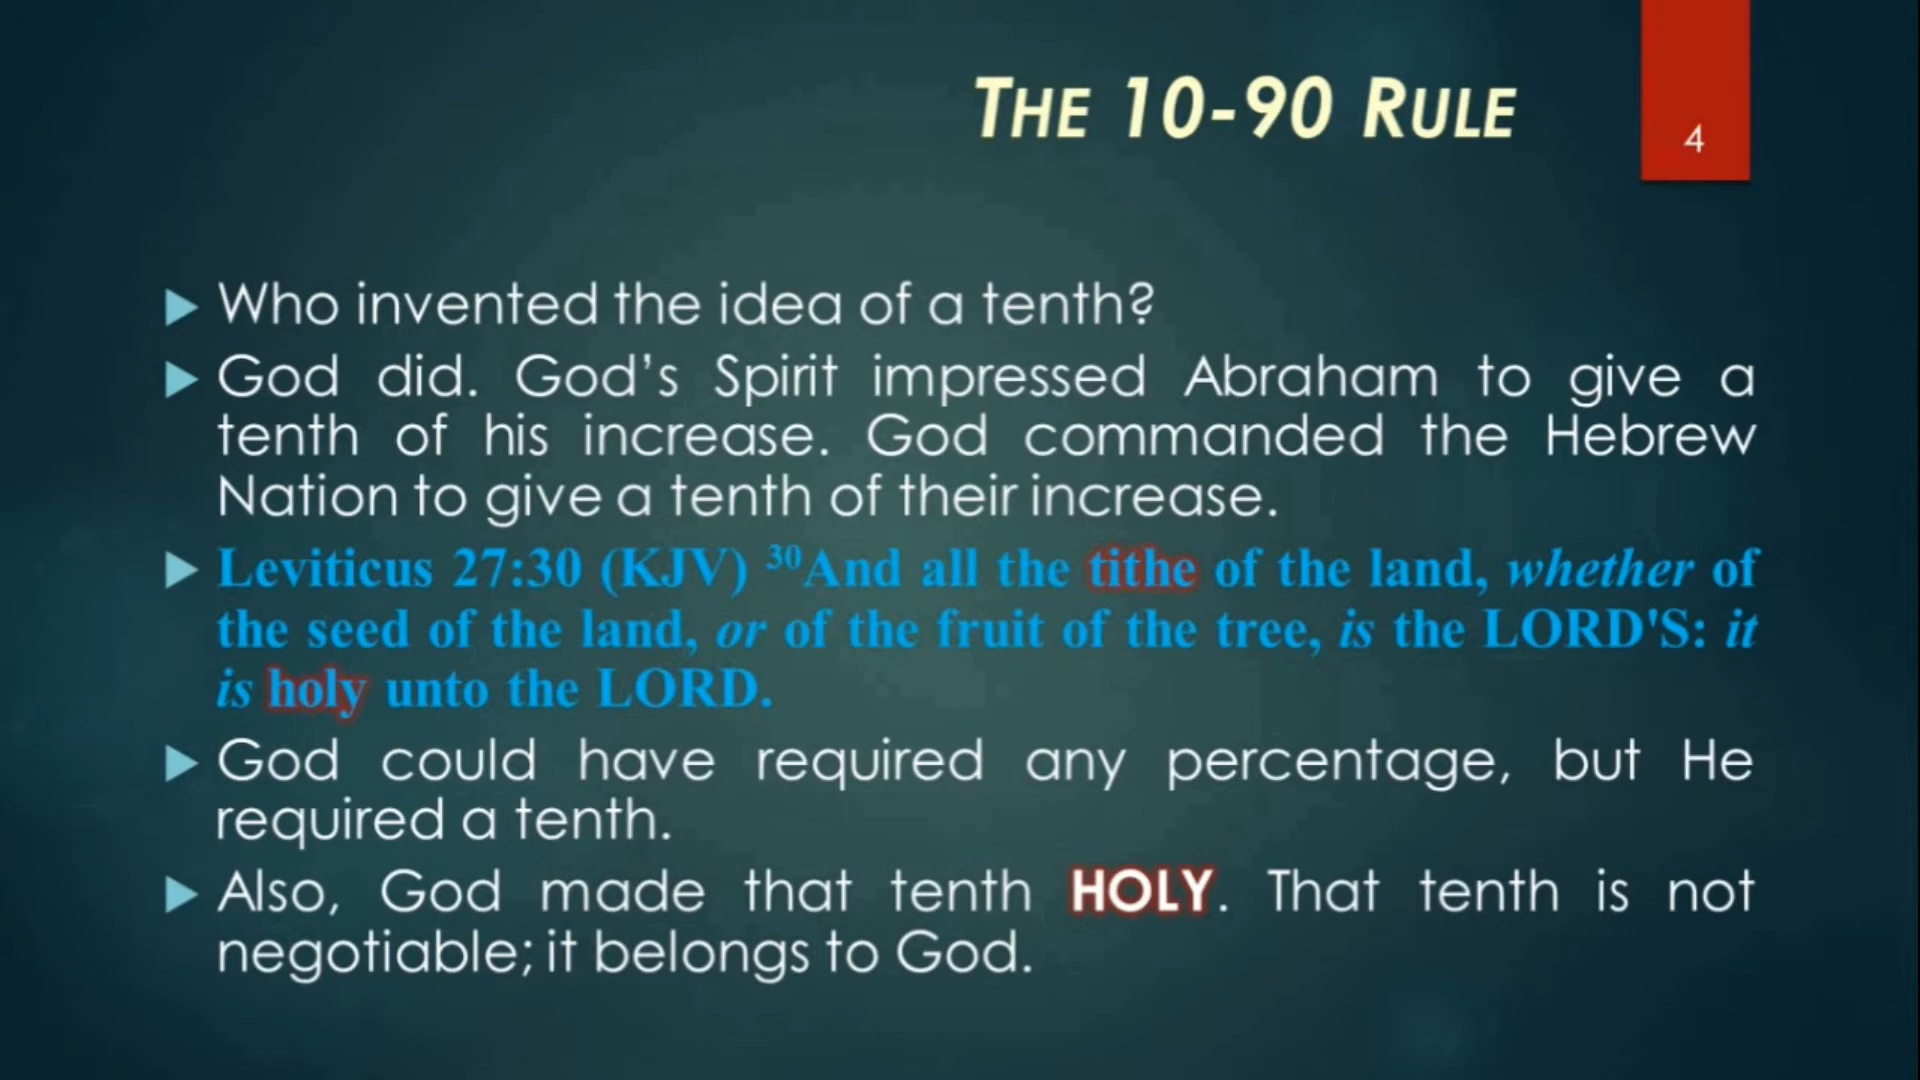 THE 10-90 RULE
4
Who invented the idea of a tenth?
God did. God's Spirit impressed Abraham to give a
tenth of his increase. God commanded the Hebrew
Nation to give a tenth of their increase.
Leviticus 27:30 (KJV) 30And all the tithe of the land, whether of
the seed of the land, or of the fruit of the tree, is the LORD'S: it
is holy unto the LORD.
God could have required any percentage, but He
required a tenth.
Also, God made that tenth HOLY. That tenth is not
negotiable; it belongs to God.